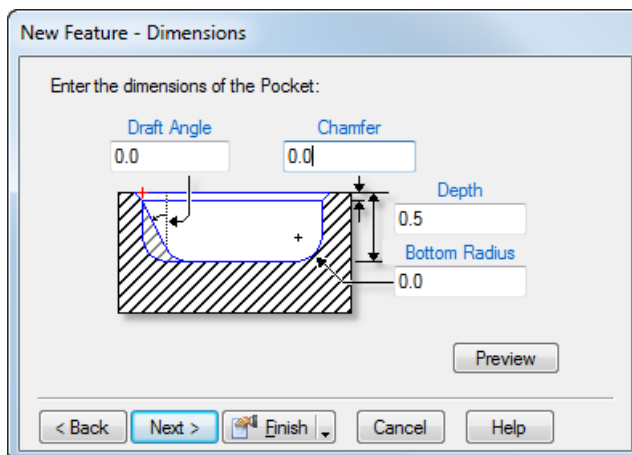 New Feature - Dimensions
Enter the dimensions of the Pocket:
Draft Angle
Chamfer
0.0
0.0
Depth
0.5
Bottom Radius
0.0
Preview
< Back
Next >
Finish
Cancel
Help